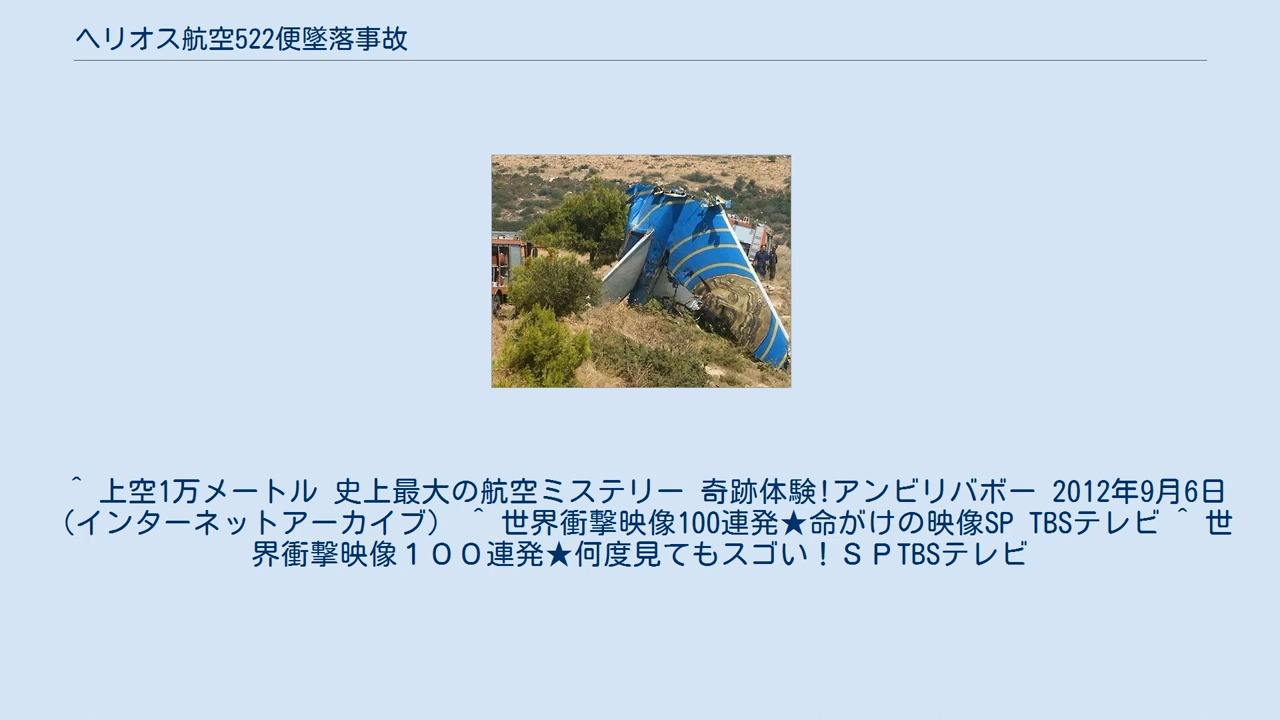 ヘリオス航空522便墜落事故
^ 上空1万メートル 史上最大の航空ミステリー 奇跡体験!アンビリバボー 2012年9月6日
(インターネットアーカイブ) ^ 世界衝撃映像100連発★命がけの映像SP TBSテレビ ^ 世
界衝撃映像１００連発★何度見てもスゴい！ＳＰTBSテレビ